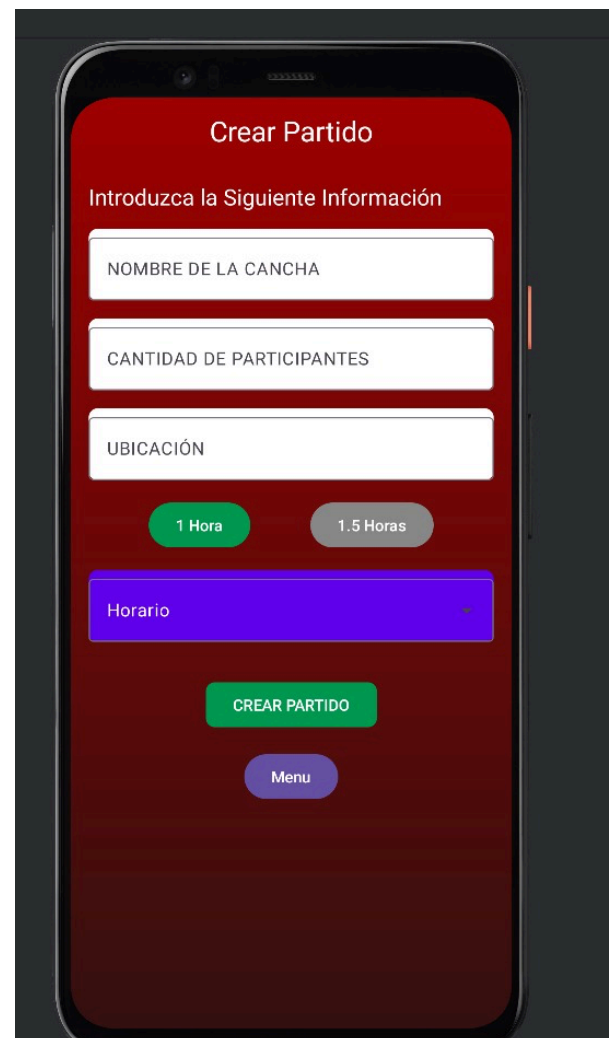 Crear Partido
Introduzca la Siguiente Información
NOMBRE DE LA CANCHA
CANTIDAD DE PARTICIPANTES
UBICACIÓN
1 Hora 1.5 Horas
Horario
CREAR PARTIDO
Menu